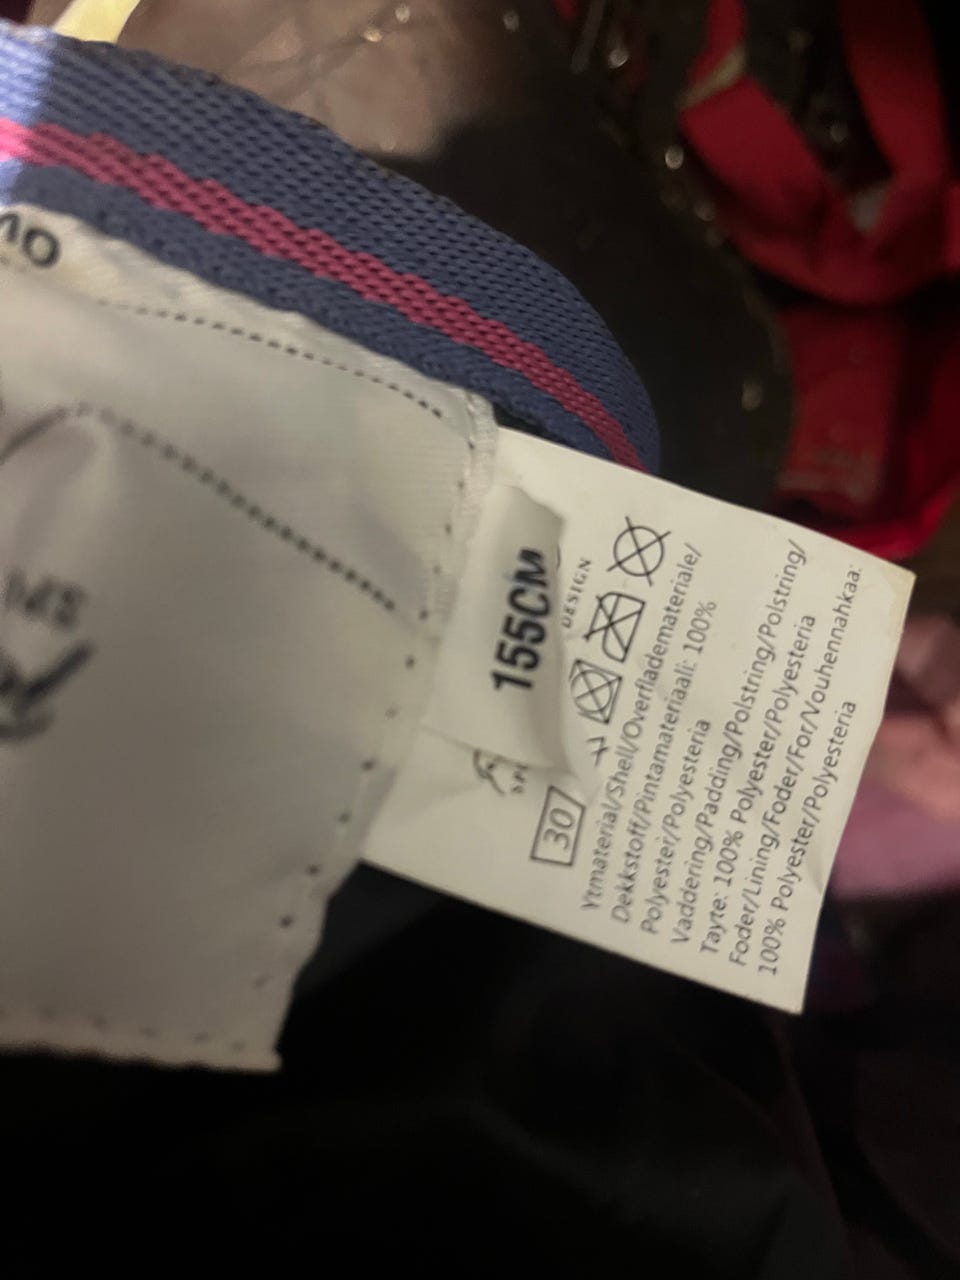 155CM
DESIGN
30
Ytmaterial/Shell/Overflademateriale/
Dekkstoff/Pintamateriaali: 100%
Polyester/Polyesteria
Vaddering/Padding/Polstring/Polstring/
Tayte: 100% Polyester/Polyesteria
Foder/Lining/Foder/For/Vouhennahkaa:
100% Polyester/Polyesteria